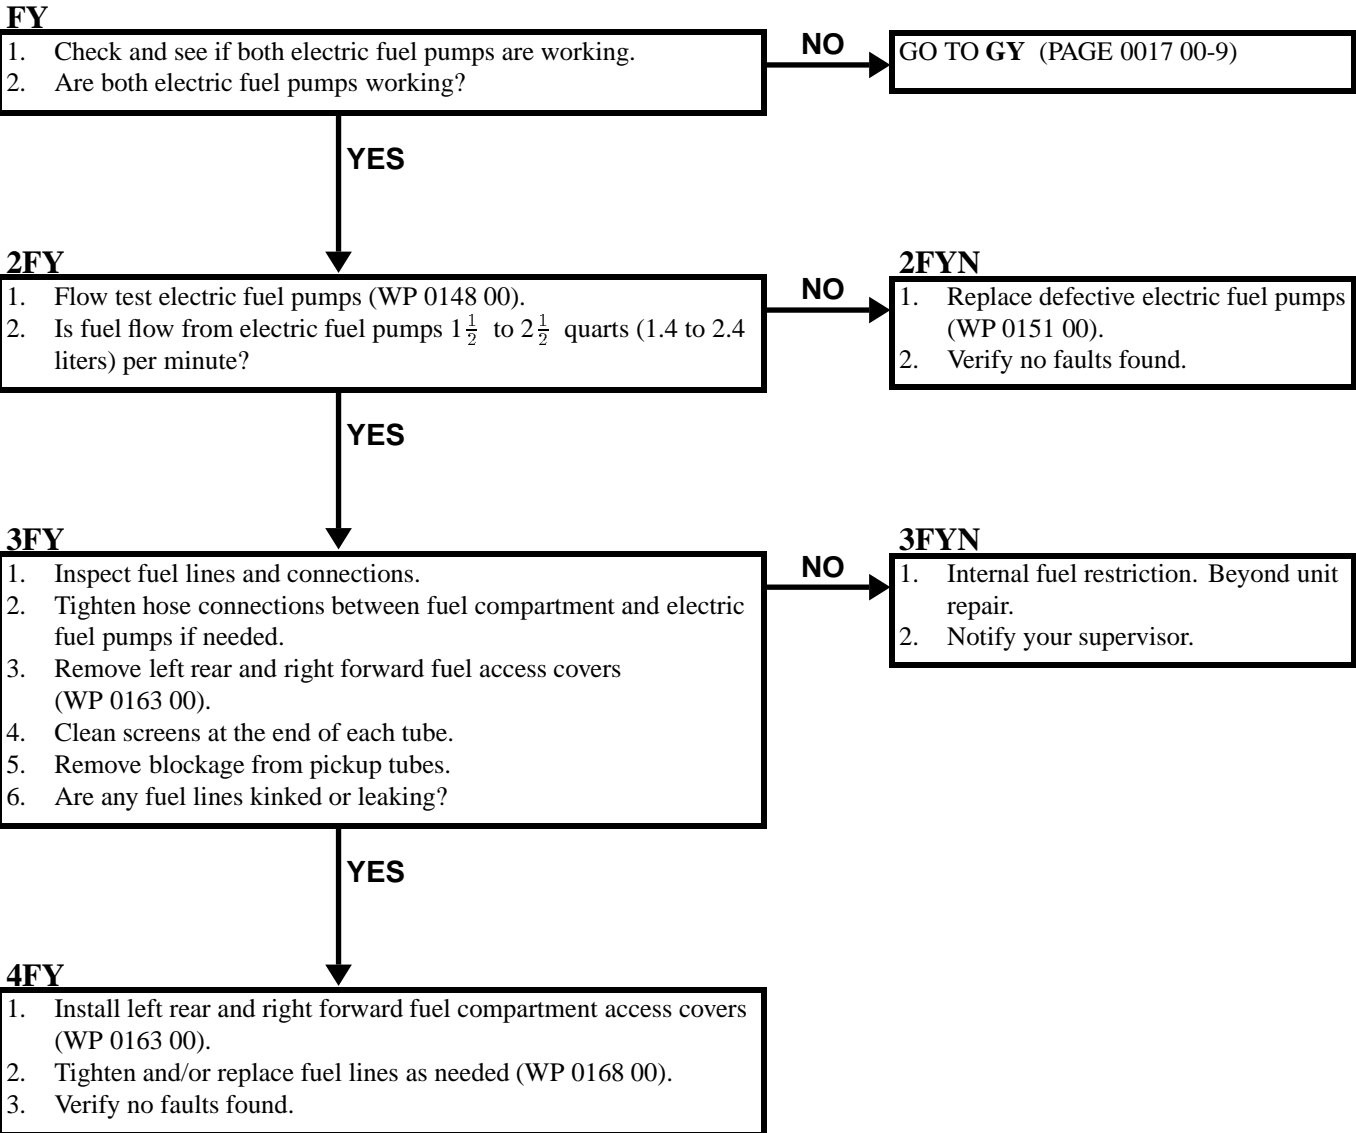 FY
1. Check and see if both electric fuel pumps are working.
2. Are both electric fuel pumps working?
NO
GO TO GY (PAGE 0017 00-9)
YES
2FY
1. Flow test electric fuel pumps (WP 0148 00).
2. Is fuel flow from electric fuel pumps 1 1/2 to 2 1/2 quarts (1.4 to 2.4
liters) per minute?
NO
2FYN
1. Replace defective electric fuel pumps
(WP 0151 00).
2. Verify no faults found.
YES
3FY
1. Inspect fuel lines and connections.
2. Tighten hose connections between fuel compartment and electric
fuel pumps if needed.
3. Remove left rear and right forward fuel access covers
(WP 0163 00).
4. Clean screens at the end of each tube.
5. Remove blockage from pickup tubes.
6. Are any fuel lines kinked or leaking?
NO
3FYN
1. Internal fuel restriction. Beyond unit
repair.
2. Notify your supervisor.
YES
4FY
1. Install left rear and right forward fuel compartment access covers
(WP 0163 00).
2. Tighten and/or replace fuel lines as needed (WP 0168 00).
3. Verify no faults found.